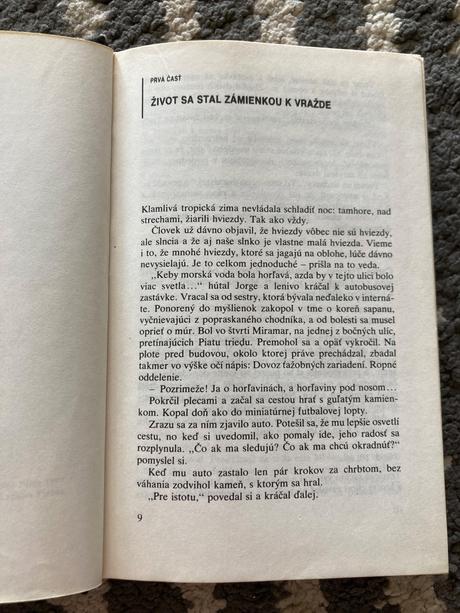 PRVÁ ČASŤ
ŽIVOT SA STAL ZÁMIENKOU K VRAŽDE
Klamlivá tropická zima nevládala schladiť noc: tamhore, nad
strechami, žiarili hviezdy. Tak ako vždy.
Človek už dávno objavil, že hviezdy vôbec nie sú hviezdy,
ale slncia a že aj naše slnko je vlastne malá hviezda. Vieme
i to, že mnohé hviezdy, ktoré sa jagajú na oblohe, lúče dávno
nevysielajú. Je to celkom jednoduché – prišla na to veda.
„Keby morská voda bola horľavá, azda by v tejto ulici bolo
viac svetla...“ hútal Jorge a lenivo kráčal k autobusovej
zastávke. Vracal sa od sestry, ktorá bývala neďaleko v interná-
te. Ponorený do myšlienok zakopol v tme o koreň sapanu,
vyčnievajúci z popraskaného chodníka, a od bolesti sa musel
oprieť o múr. Bol vo štvrti Miramar, na jednej z bočných ulíc,
pretínajúcich Piatu triedu. Premohol sa a opäť vykročil. Na
plote pred budovou, okolo ktorej práve prechádzal, zbadal
takmer vo výške očí nápis: Dovoz ťažobných zariadení. Ropné
oddelenie.
– Pozrimeže! Ja o horľavinách, a horľaviny pod nosom...
Pokrčil plecami a začal sa cestou hrať s guľatým kamien-
kom. Kopal doň ako do miniatúrnej futbalovej lopty.
Zrazu sa za ním zjavilo auto. Potešil sa, že mu lepšie osvetlí
cestu, no keď si uvedomil, ako pomaly ide, jeho radosť sa
rozplynula. „Čo ak ma sledujú? Čo ak ma chcú okradnúť?“
pomyslel si.
Keď mu auto zastalo len pár krokov za chrbtom, bez
váhania zodvihol kameň, s ktorým sa hral.
„Pre istotu,“ povedal si a kráčal ďalej.
9